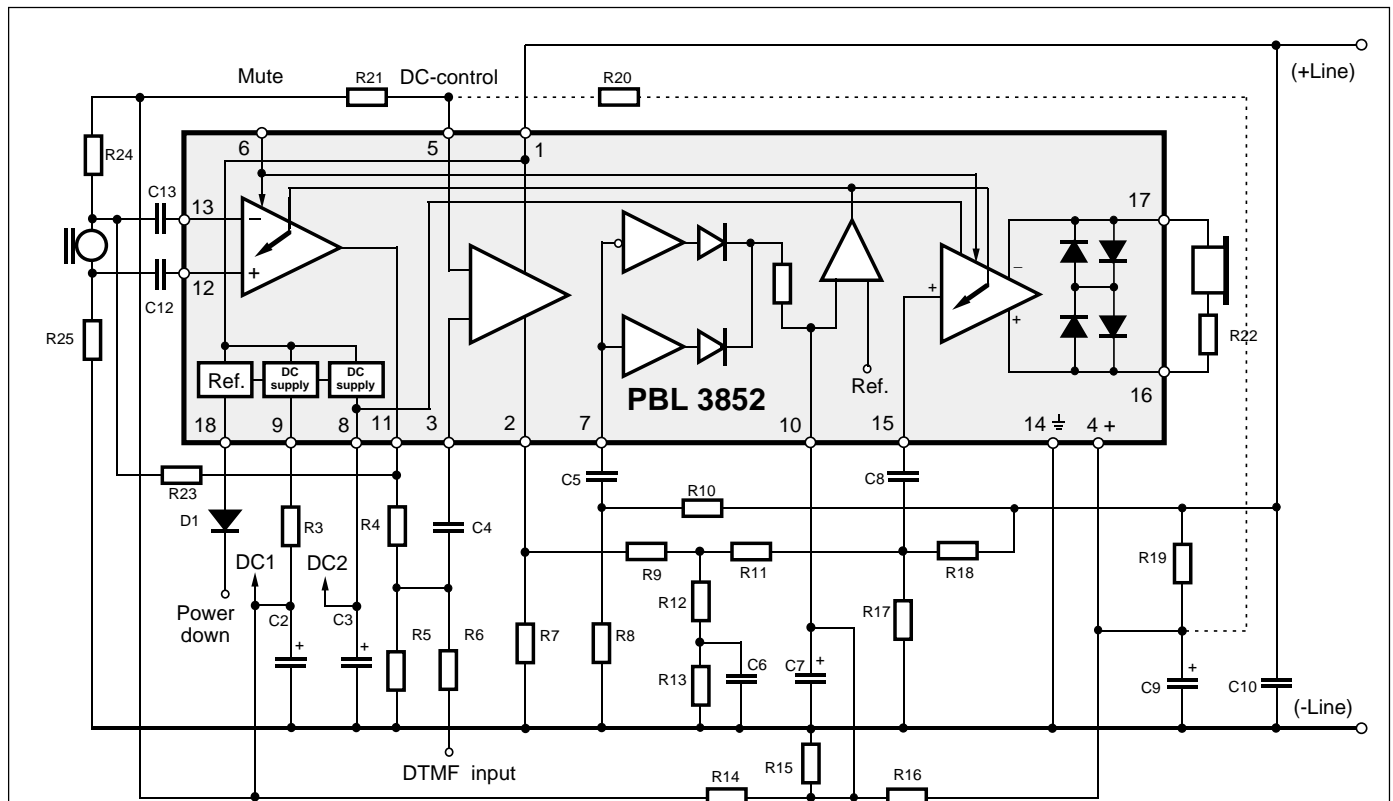 (+Line)
Mute
R21
DC-control
R20
R24
6
5
1
C13
13
17
12
C12
R25
R22
Ref.
DC
supply
DC
supply
Ref.
PBL 3852
16
18
9
8
11
3
2
7
10
15
14
4 +
R23
C5
C8
R10
D1
R3
R4
C4
DC1
DC2
R9
R11
R18
R19
Power
down
C2
C3
R12
R17
R5
R6
R7
R8
R13
C6
C7
C9
C10
(-Line)
DTMF input
R15
R14
R16